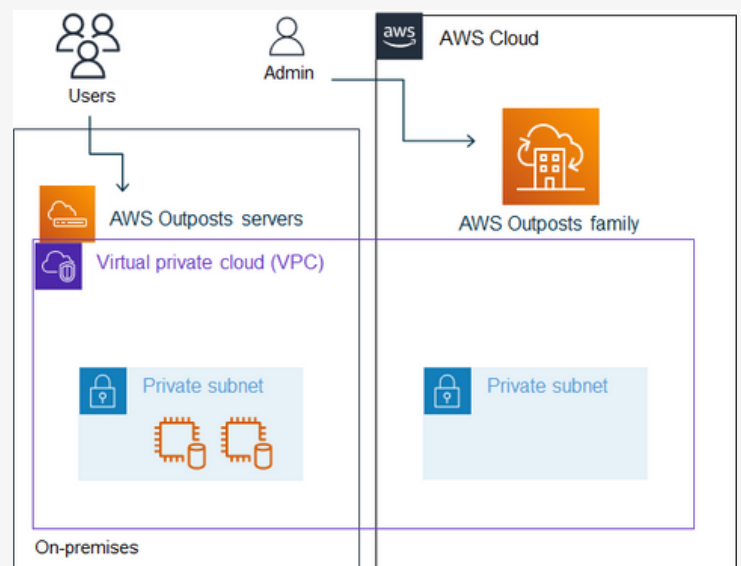 Users
Admin
aws
AWS Cloud
AWS Outposts servers
AWS Outposts family
Virtual private cloud (VPC)
Private subnet
Private subnet
On-premises